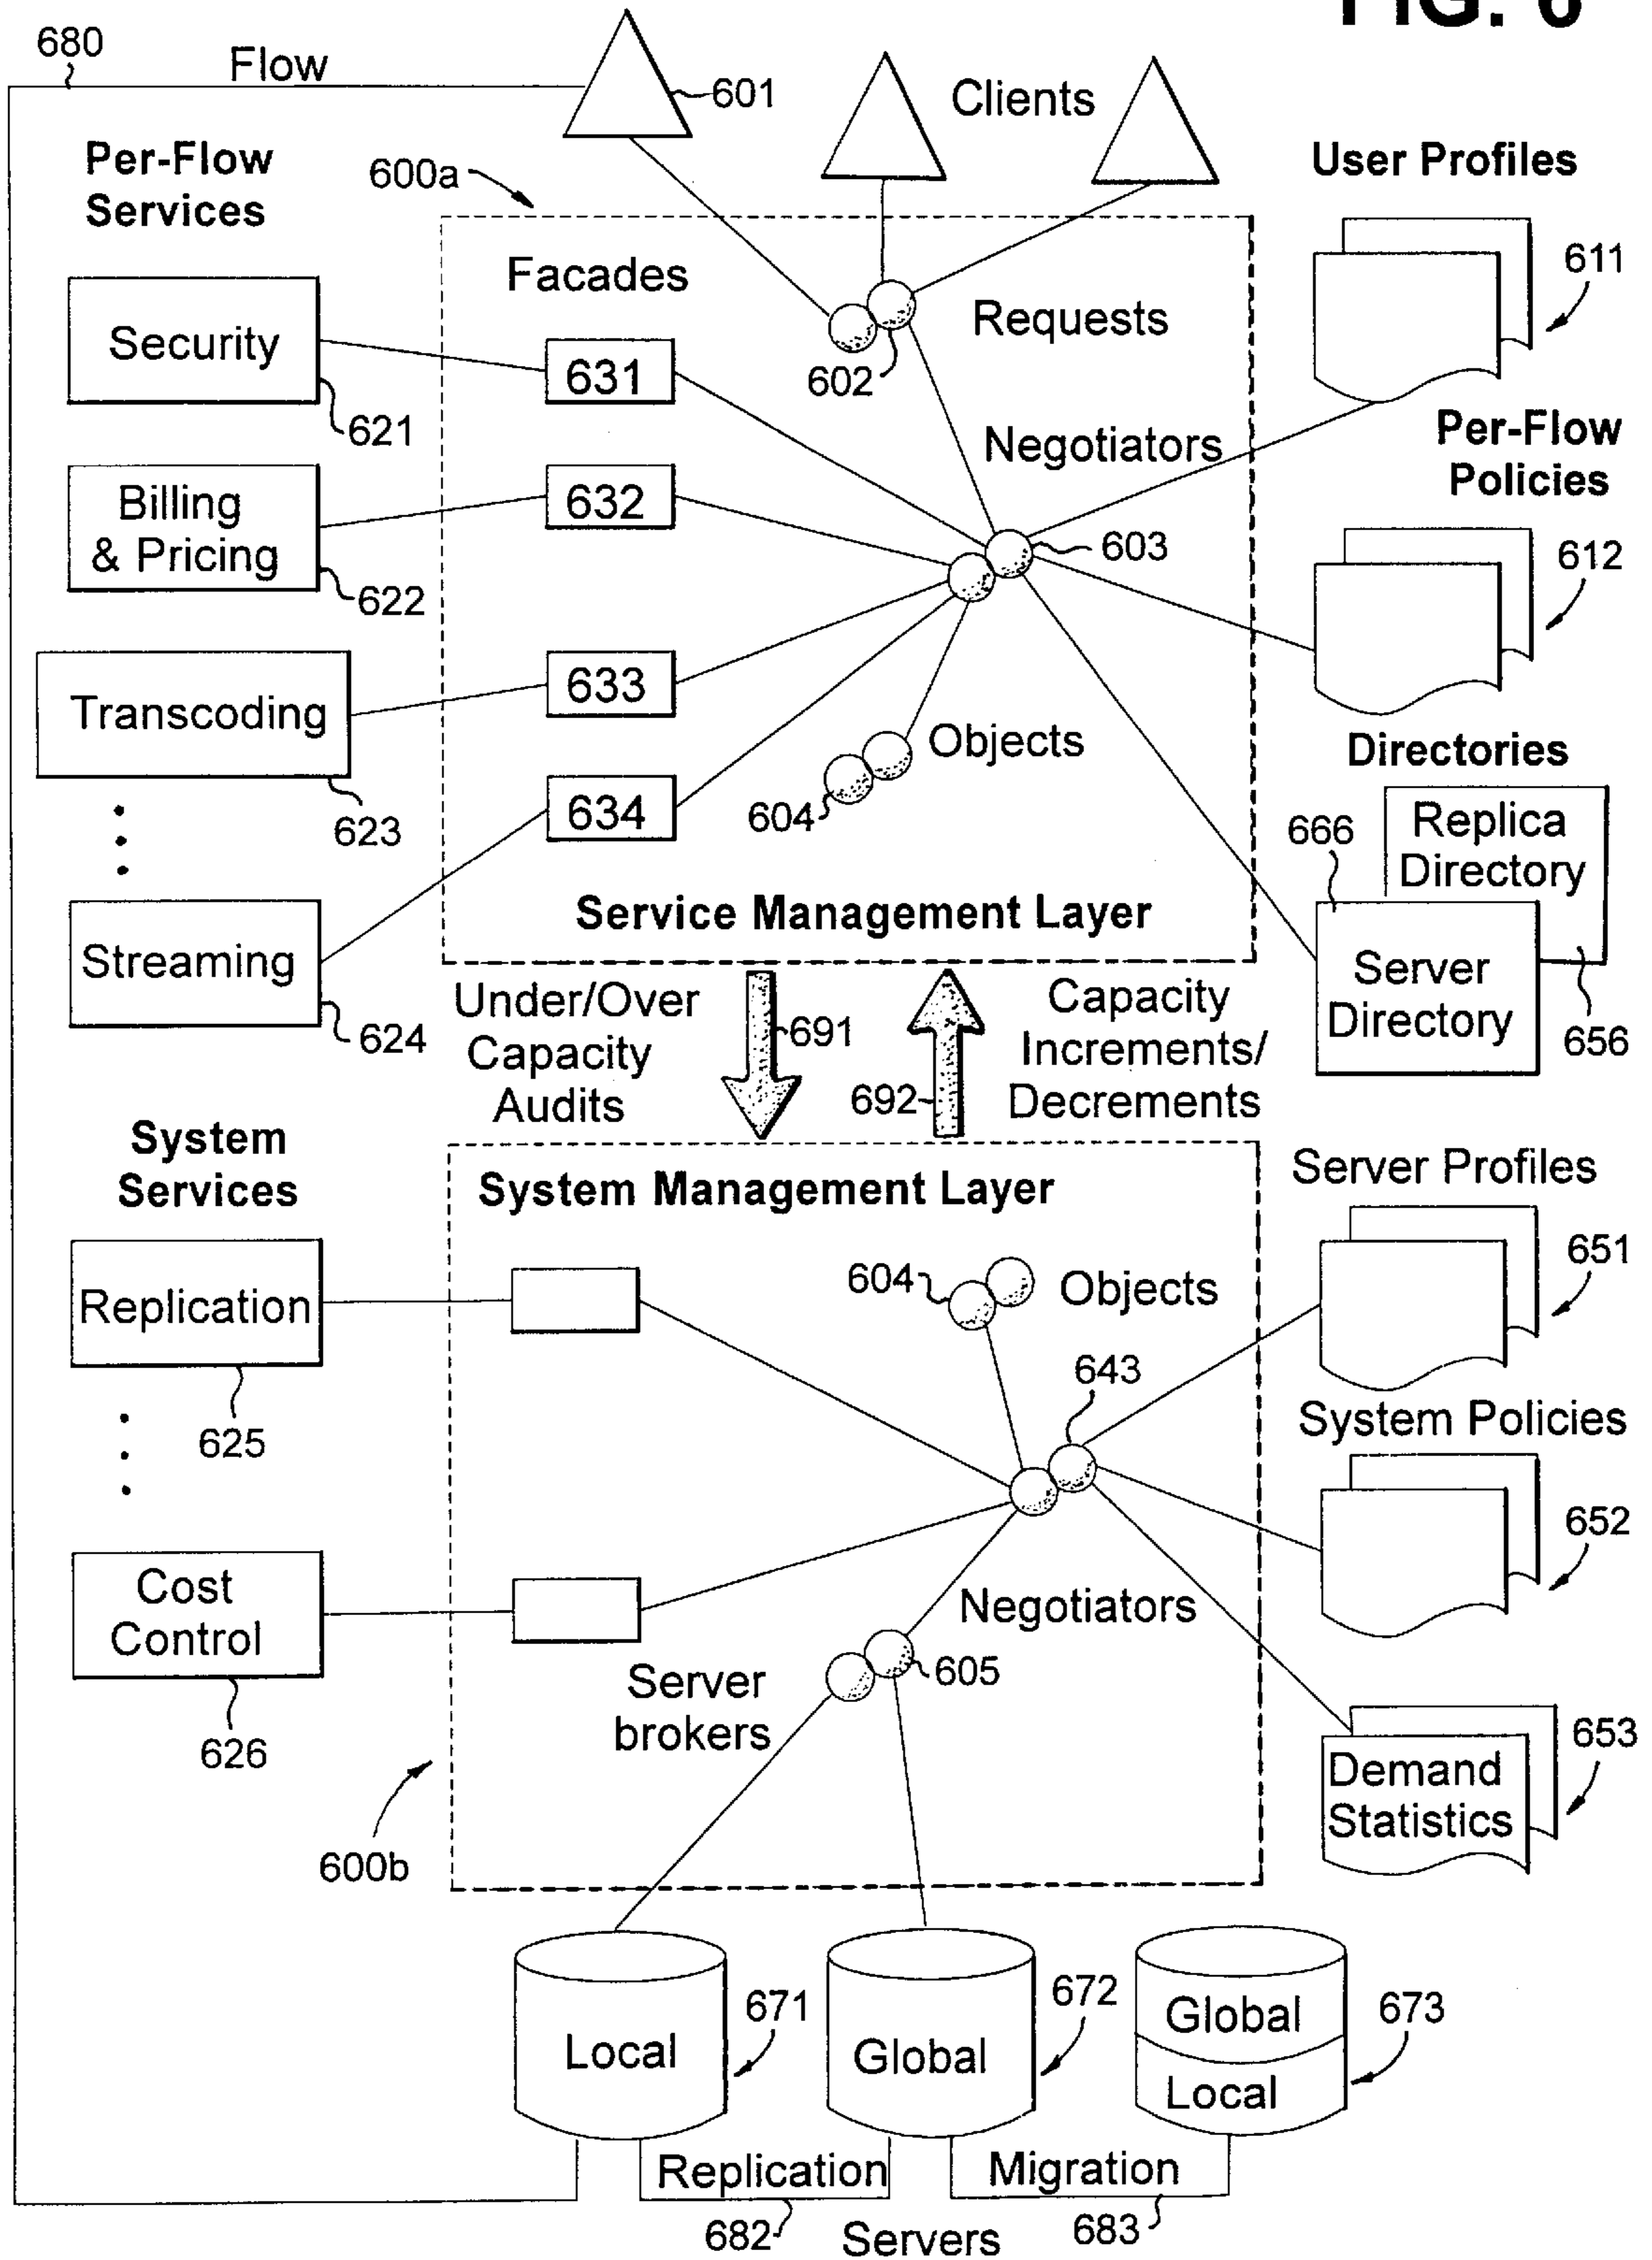 FIG. 6
680
Flow
601
Clients
Per-Flow
Services
600a
User Profiles
611
Facades
Requests
Security
631
602
621
Negotiators
Per-Flow
Policies
Billing
& Pricing
632
603
612
622
Transcoding
633
Objects
Directories
623
634
604
666
Replica
Directory
Service Management Layer
Streaming
Server
Directory
624
656
Under/Over
Capacity
Audits
691
692
Capacity
Increments/
Decrements
System
Services
System Management Layer
Server Profiles
651
Replication
604
Objects
643
625
System Policies
652
Cost
Control
Negotiators
Server
brokers
605
626
653
Demand
Statistics
600b
Local
671
Global
672
Global
Local
673
Replication
Migration
682
Servers
683